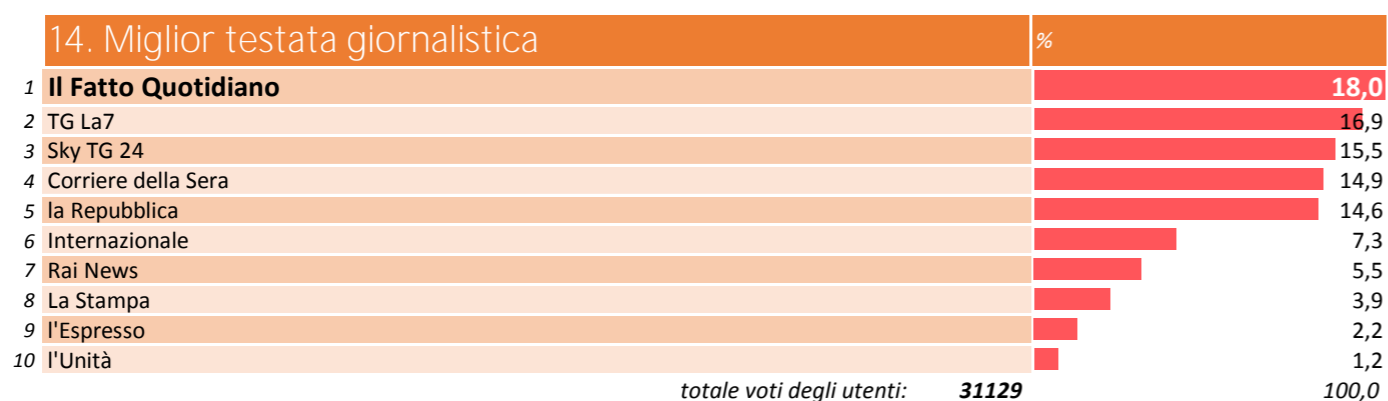 14. Miglior testata giornalistica %
1 Il Fatto Quotidiano 18,0
2 TG La7 16,9
3 Sky TG 24 15,5
4 Corriere della Sera 14,9
5 la Repubblica 14,6
6 Internazionale 7,3
7 Rai News 5,5
8 La Stampa 3,9
9 l'Espresso 2,2
10 l'Unità 1,2
totale voti degli utenti: 31129 100,0